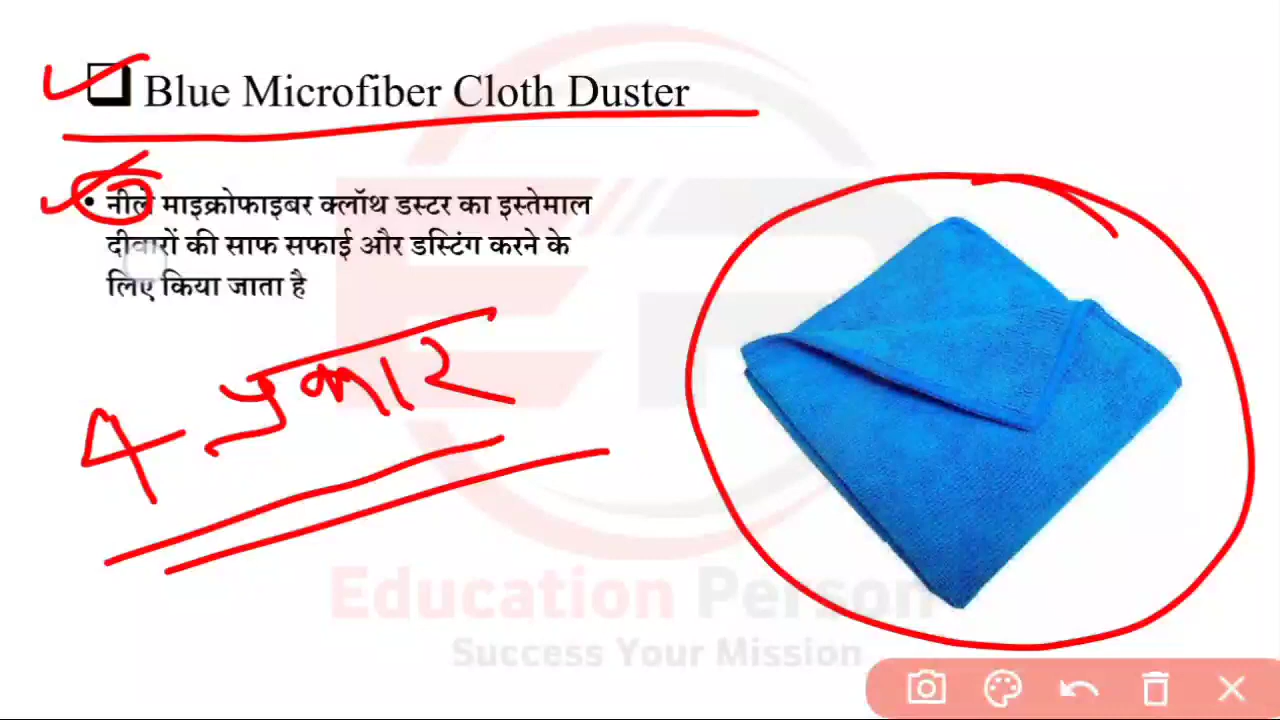 Blue Microfiber Cloth Duster
• नीले माइक्रोफाइबर क्लॉथ डस्टर का इस्तेमाल
दीवारों की साफ सफाई और डस्टिंग करने के
लिए किया जाता है
4 - प्रकार
Education Person
Success Your Mission